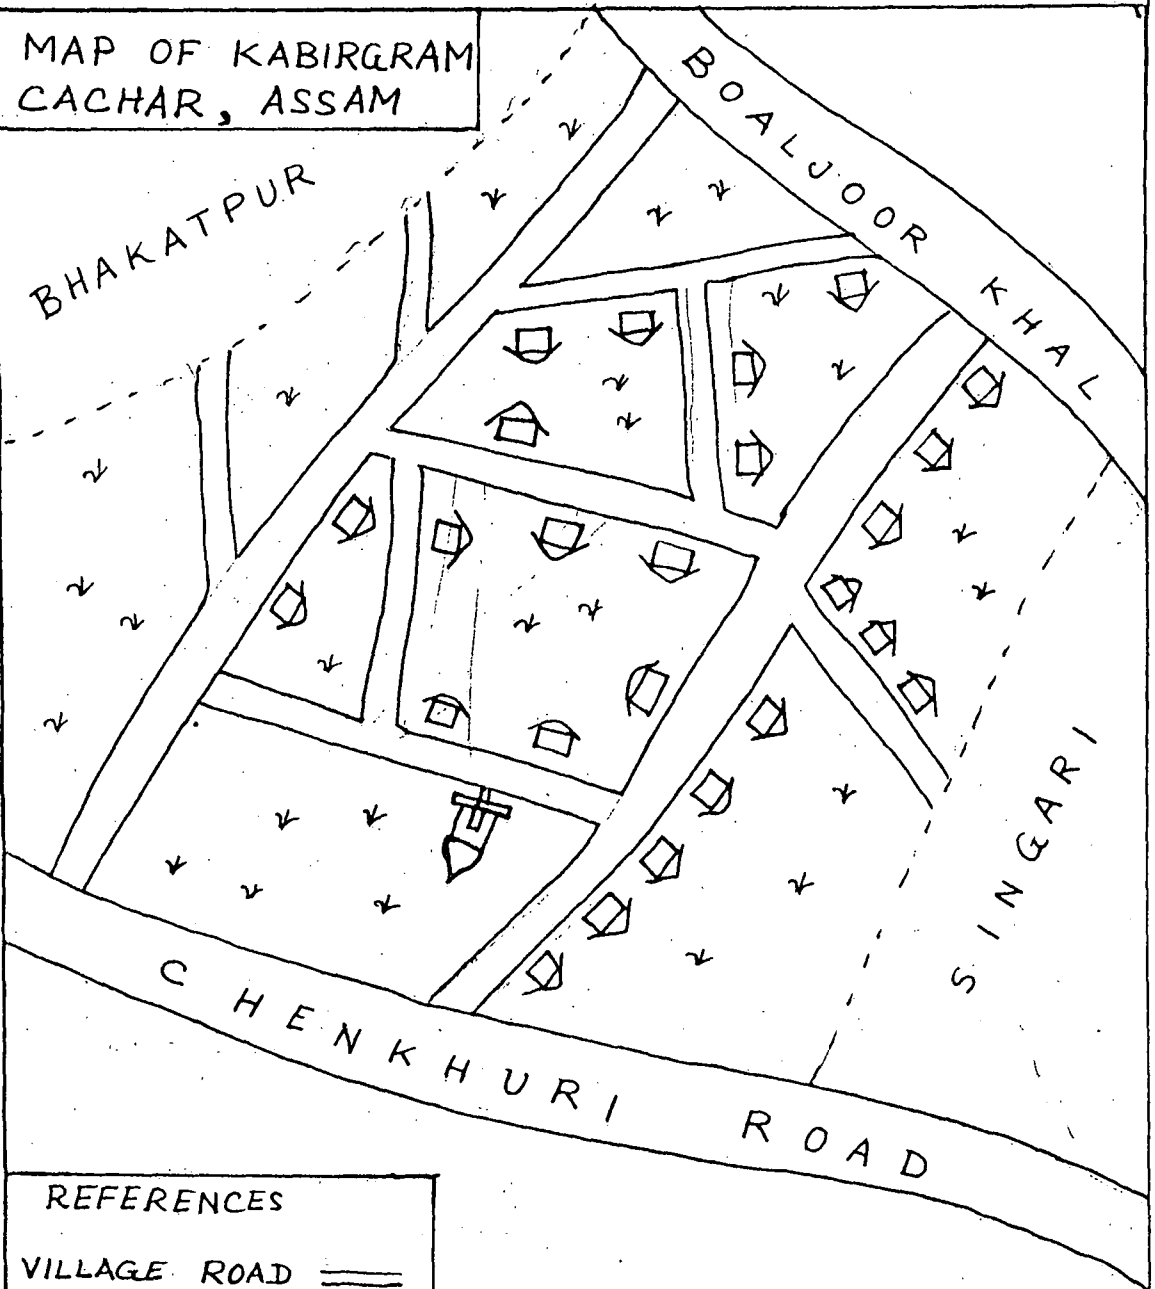 MAP OF KABIRGRAM
CACHAR, ASSAM
BOALJOOR KHAL
BHAKATPUR
SINGARI
CHENKHURI ROAD
REFERENCES
VILLAGE ROAD